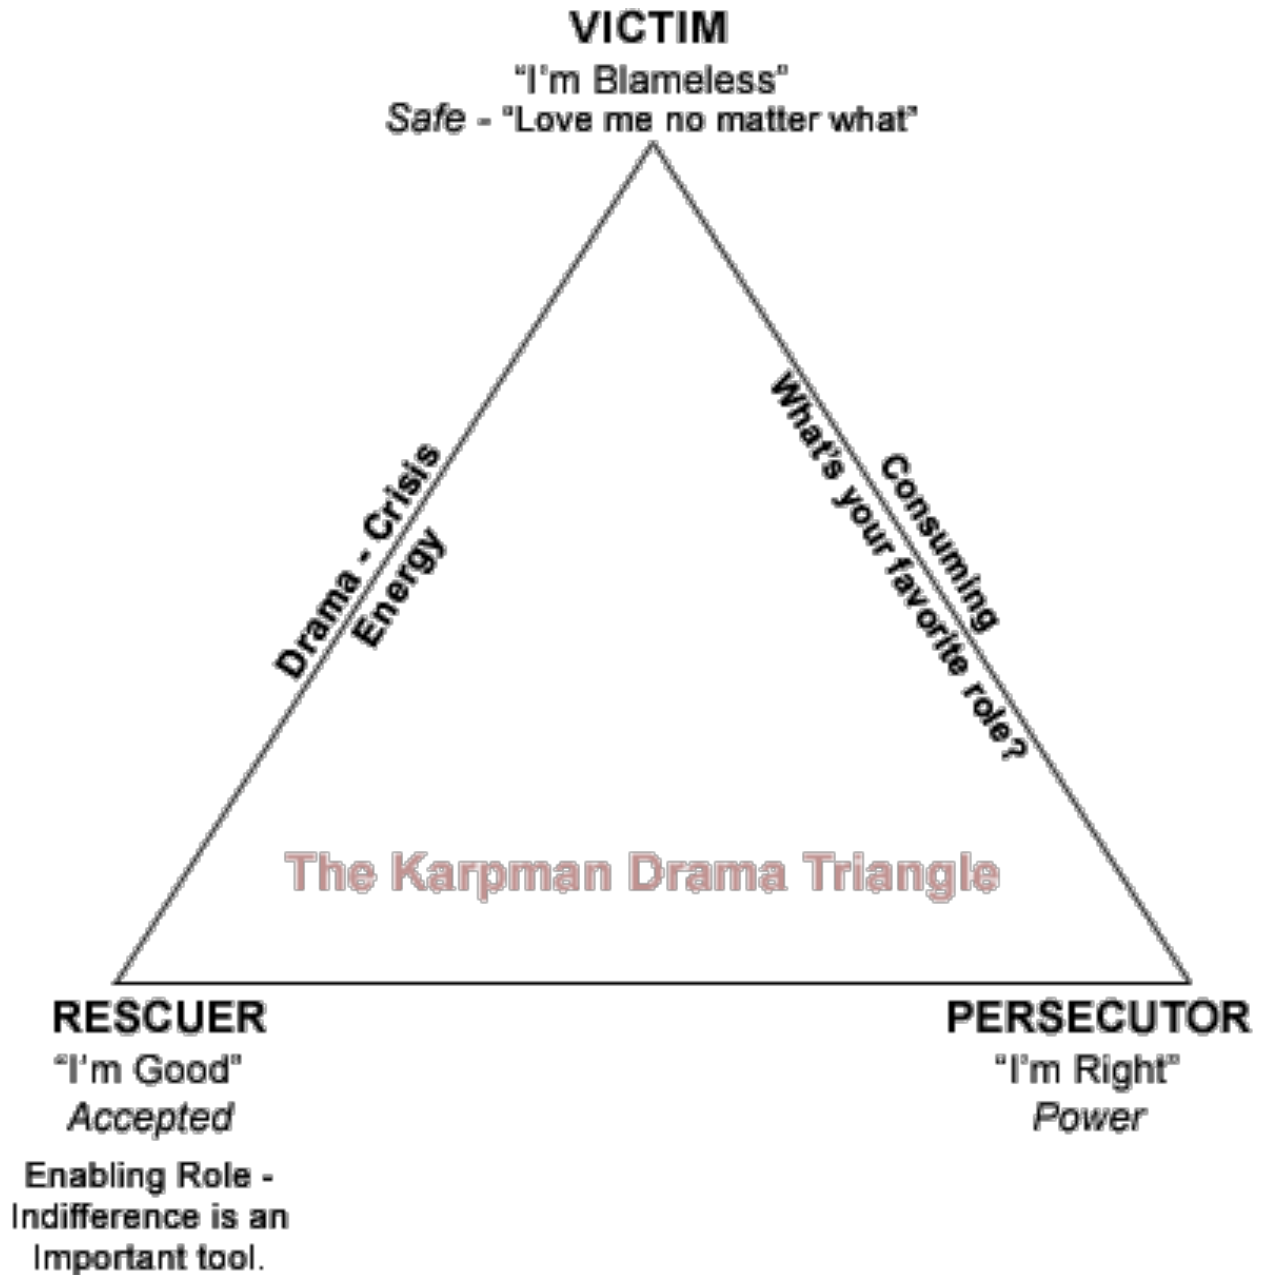 VICTIM
“I’m Blameless”
Safe - “Love me no matter what”
Drama - Crisis
Energy
Consuming
What’s your favorite role?
The Karpman Drama Triangle
RESCUER
“I’m Good”
Accepted
Enabling Role -
Indifference is an
Important tool.
PERSECUTOR
“I’m Right”
Power